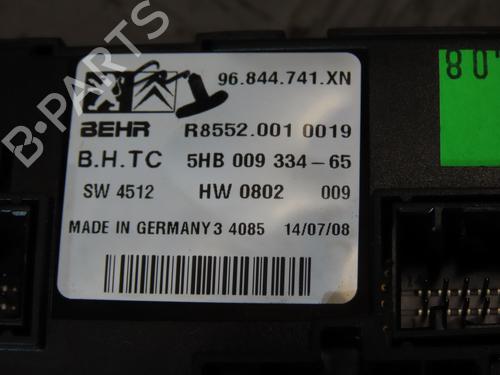 96.844.741.XN
BEHR R8552.001 0019
B.H.TC 5HB 009 334-65
SW 4512 HW 0802 009
MADE IN GERMANY 3 4085 14/07/08
B-PARTS